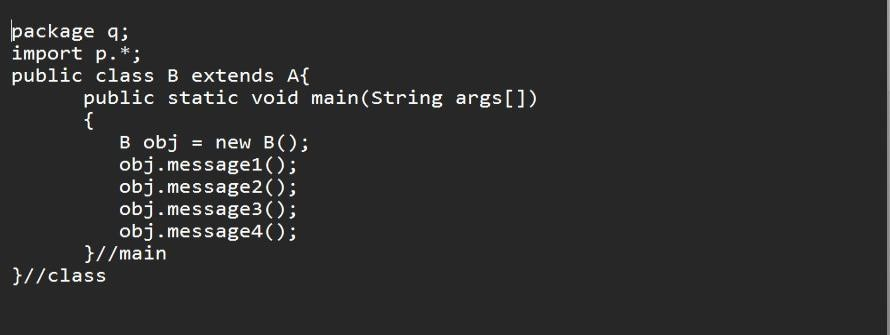 package q;
import p.*;
public class B extends A{
public static void main(String args[])
{
B obj = new B();
obj.message1();
obj.message2();
obj.message3();
obj.message4();
}//main
}//class